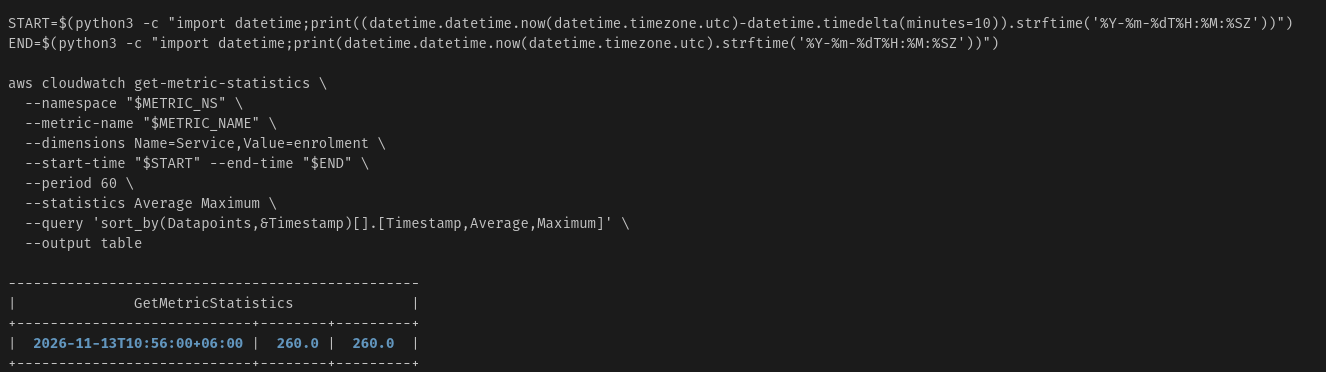 START=$(python3 -c "import datetime;print((datetime.datetime.now(datetime.timezone.utc)-datetime.timedelta(minutes=10)).strftime('%Y-%m-%dT%H:%M:%SZ'))")
END=$(python3 -c "import datetime;print(datetime.datetime.now(datetime.timezone.utc).strftime('%Y-%m-%dT%H:%M:%SZ'))")

aws cloudwatch get-metric-statistics \
  --namespace "$METRIC_NS" \
  --metric-name "$METRIC_NAME" \
  --dimensions Name=Service,Value=enrolment \
  --start-time "$START" --end-time "$END" \
  --period 60 \
  --statistics Average Maximum \
  --query 'sort_by(Datapoints,&Timestamp)[].[Timestamp,Average,Maximum]' \
  --output table

-------------------------------------------------
|              GetMetricStatistics              |
+----------------------------+--------+---------+
|  2026-11-13T10:56:00+06:00 |  260.0 |  260.0  |
+----------------------------+--------+---------+